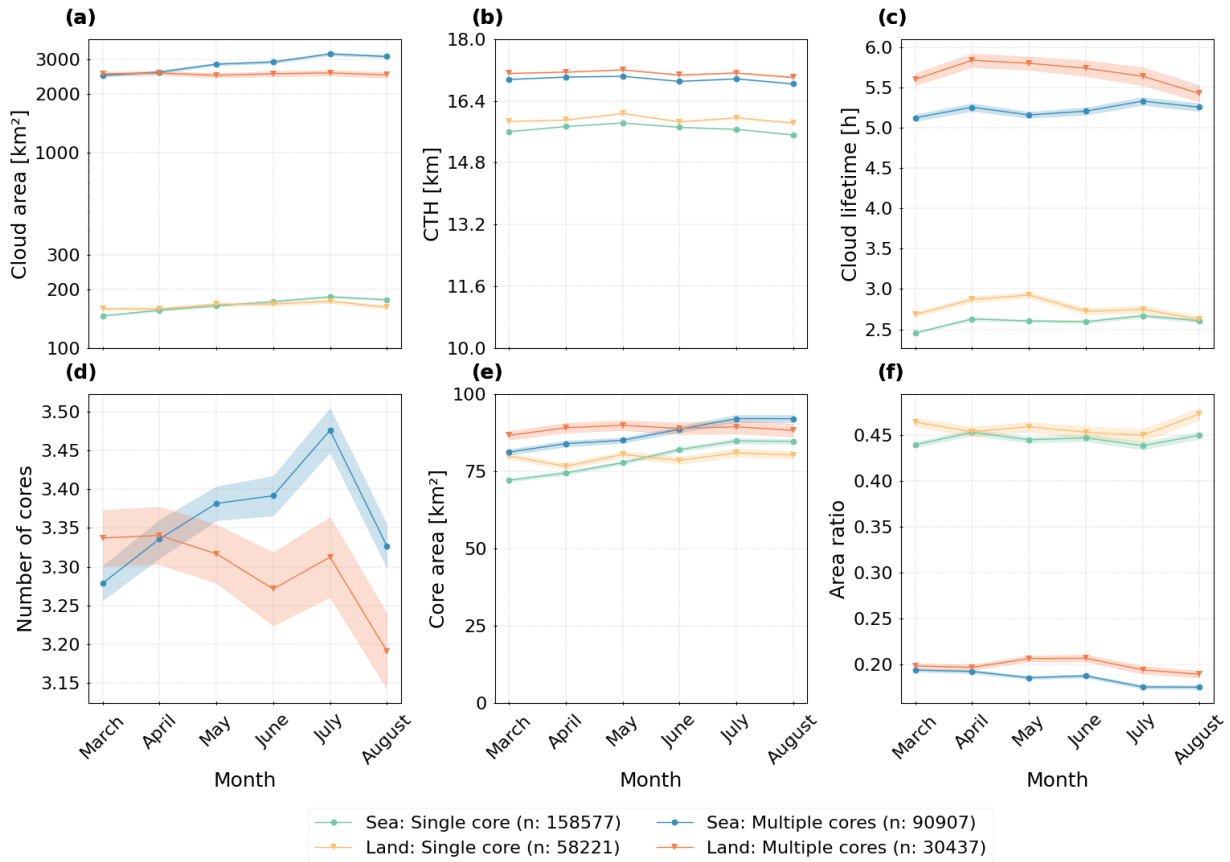 (a)
(b)
(c)
Cloud area [km²]
3000
2000
1000
300
200
100
CTH [km]
18.0
16.4
14.8
13.2
11.6
10.0
Cloud lifetime [h]
6.0
5.5
5.0
4.5
4.0
3.5
3.0
2.5
(d)
(e)
(f)
Number of cores
3.50
3.45
3.40
3.35
3.30
3.25
3.20
3.15
Core area [km²]
100
75
50
25
0
Area ratio
0.45
0.40
0.35
0.30
0.25
0.20
March
April
May
June
July
August
Month
March
April
May
June
July
August
Month
March
April
May
June
July
August
Month
Sea: Single core (n: 158577)
Land: Single core (n: 58221)
Sea: Multiple cores (n: 90907)
Land: Multiple cores (n: 30437)